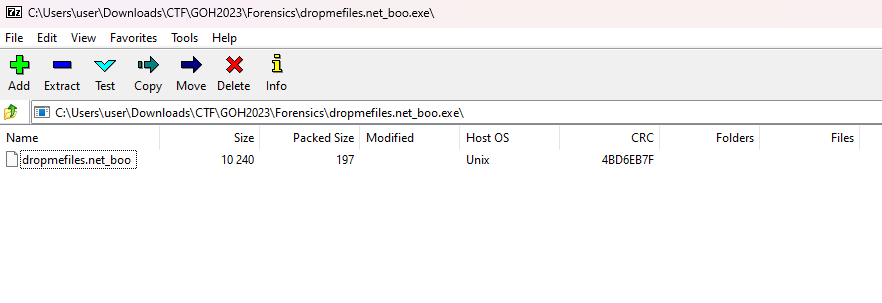 7z C:\Users\user\Downloads\CTF\GOH2023\Forensics\dropmefiles.net_boo.exe\
File Edit View Favorites Tools Help
Add Extract Test Copy Move Delete Info
C:\Users\user\Downloads\CTF\GOH2023\Forensics\dropmefiles.net_boo.exe\
Name Size Packed Size Modified Host OS CRC Folders Files
dropmefiles.net_boo 10 240 197 Unix 4BD6EB7F